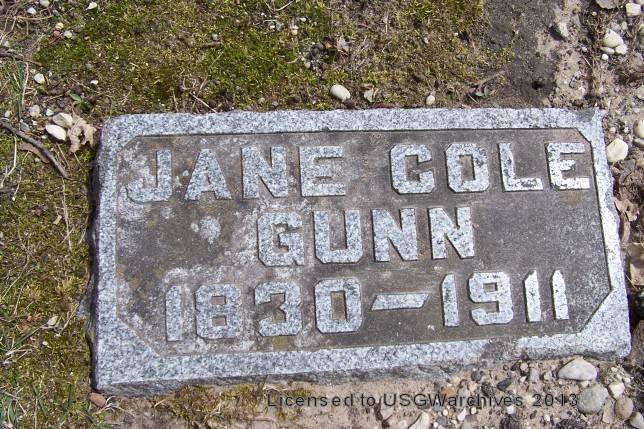 JANE COLE
GUNN
1830-1911
Licensed to USGWarchives 2013